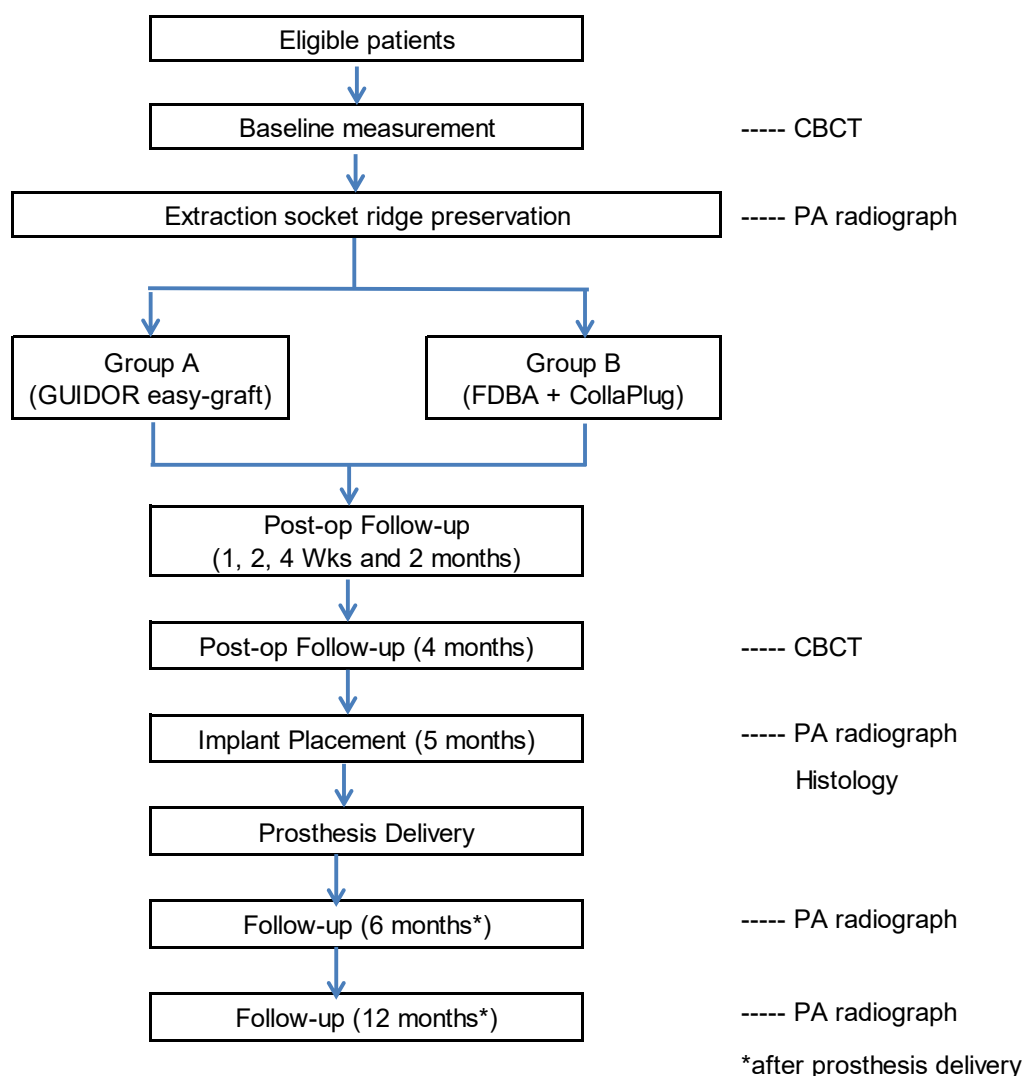 Eligible patients
Baseline measurement
----- CBCT
Extraction socket ridge preservation
----- PA radiograph
Group A
(GUIDOR easy-graft)
Group B
(FDBA + CollaPlug)
Post-op Follow-up
(1, 2, 4 Wks and 2 months)
Post-op Follow-up (4 months)
----- CBCT
Implant Placement (5 months)
----- PA radiograph
Histology
Prosthesis Delivery
Follow-up (6 months*)
----- PA radiograph
Follow-up (12 months*)
----- PA radiograph
*after prosthesis delivery